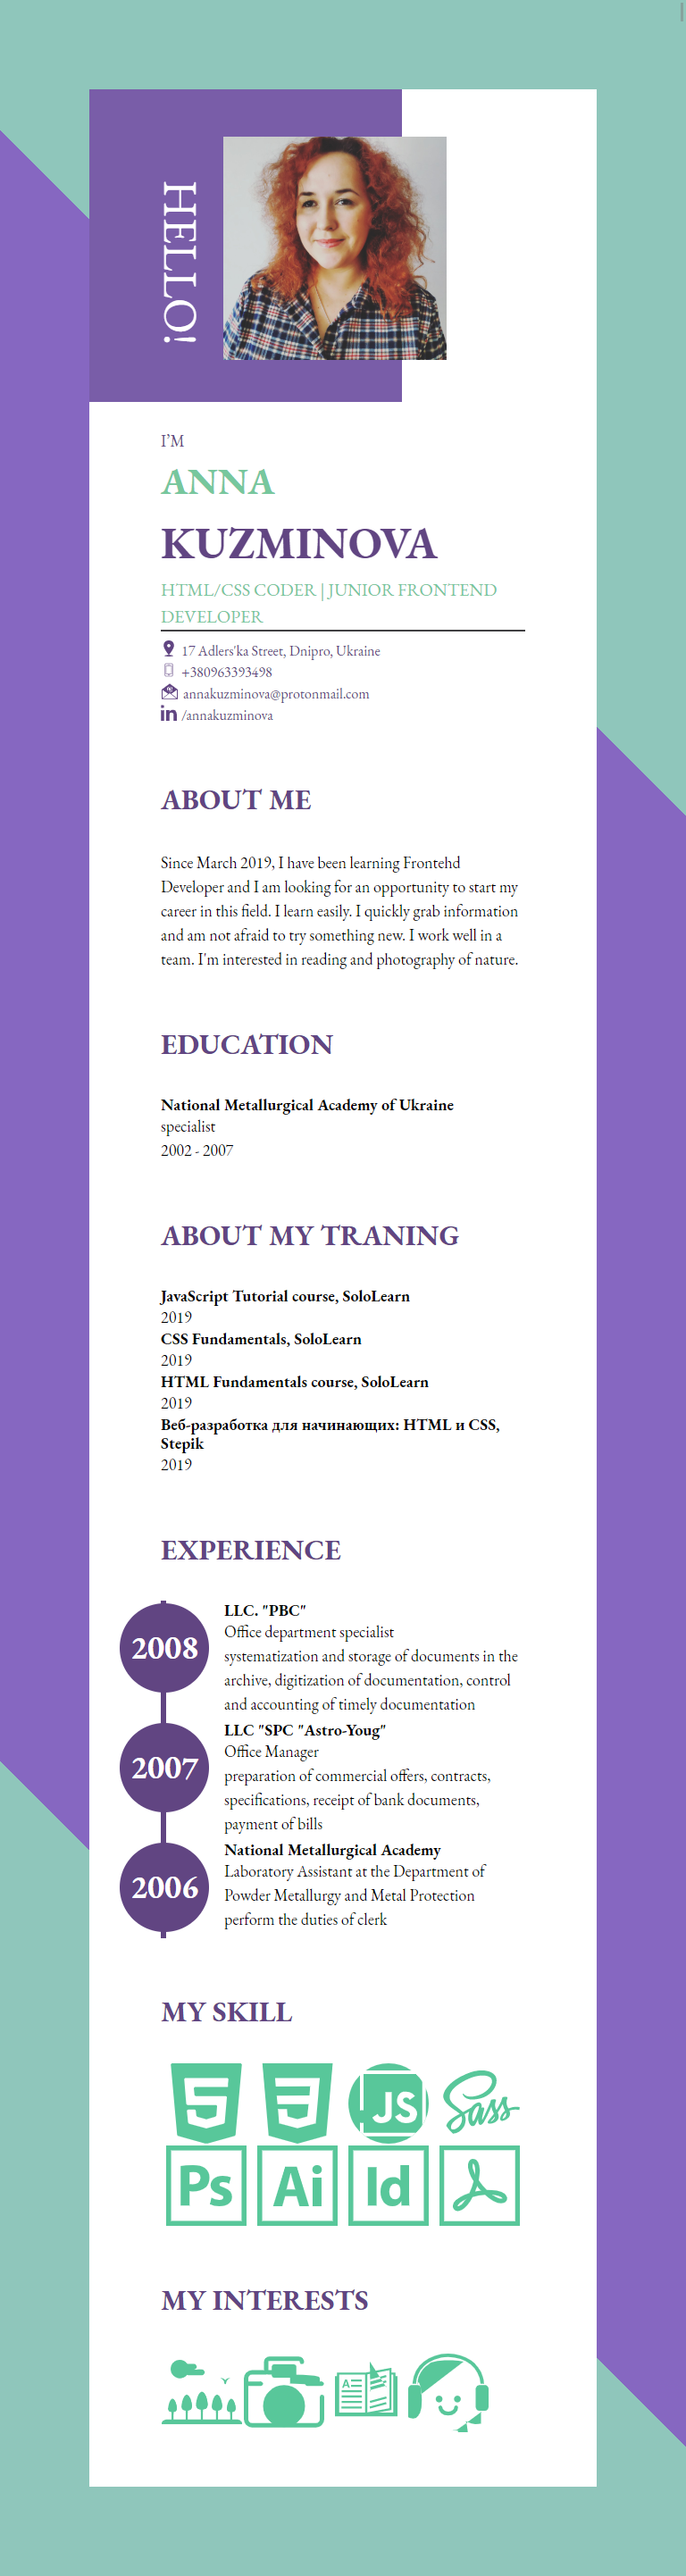 HELLO!
I'M
ANNA
KUZMINOVA
HTML/CSS CODER | JUNIOR FRONTEND
DEVELOPER
17 Adlers'ka Street, Dnipro, Ukraine
+380963393498
annakuzminova@protonmail.com
in /annakuzminova
ABOUT ME
Since March 2019, I have been learning Frontehd
Developer and I am looking for an opportunity to start my
career in this field. I learn easily. I quickly grab information
and am not afraid to try something new. I work well in a
team. I'm interested in reading and photography of nature.
EDUCATION
National Metallurgical Academy of Ukraine
specialist
2002 - 2007
ABOUT MY TRANING
JavaScript Tutorial course, SoloLearn
2019
CSS Fundamentals, SoloLearn
2019
HTML Fundamentals course, SoloLearn
2019
Веб-разработка для начинающих: HTML и CSS,
Stepik
2019
EXPERIENCE
2008
LLC. "PBC"
Office department specialist
systematization and storage of documents in the
archive, digitization of documentation, control
and accounting of timely documentation
2007
LLC "SPC "Astro-Youg"
Office Manager
preparation of commercial offers, contracts,
specifications, receipt of bank documents,
payment of bills
2006
National Metallurgical Academy
Laboratory Assistant at the Department of
Powder Metallurgy and Metal Protection
perform the duties of clerk
MY SKILL
5 3 JS Sass
Ps Ai Id
MY INTERESTS
A